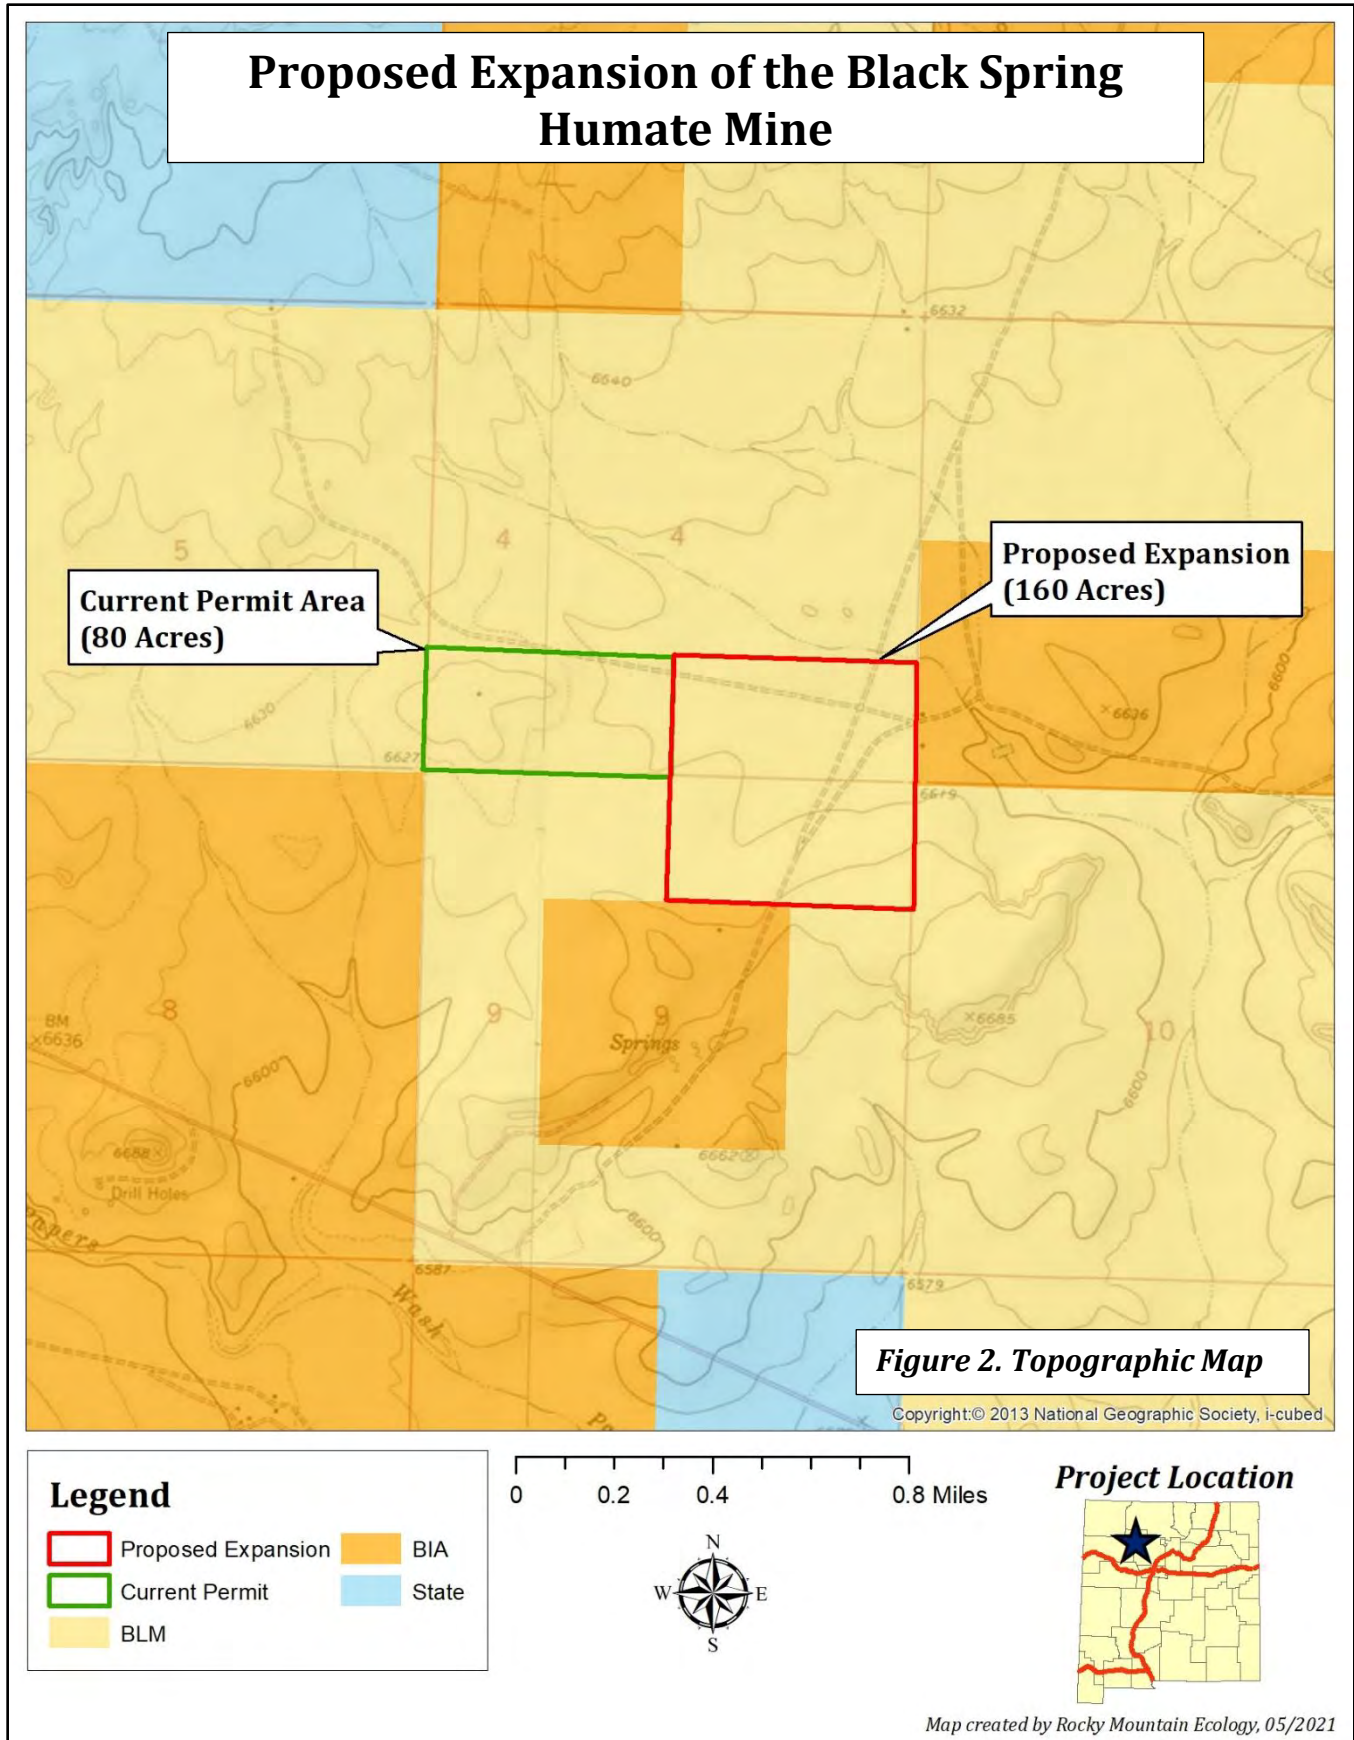 Proposed Expansion of the Black Spring
Humate Mine
6632
6640
5
4
4
Proposed Expansion
(160 Acres)
Current Permit Area
(80 Acres)
6600
6636
6630
6627
6619
8
9
9
Springs
BM
6636
6685
10
6600
6600
6688
6662
Drill Holes
6600
6587
6579
Wash
Figure 2. Topographic Map
Copyright:© 2013 National Geographic Society, i-cubed
Legend
Proposed Expansion
BIA
Current Permit
State
BLM
0 0.2 0.4 0.8 Miles
N
W E
S
Project Location
Map created by Rocky Mountain Ecology, 05/2021